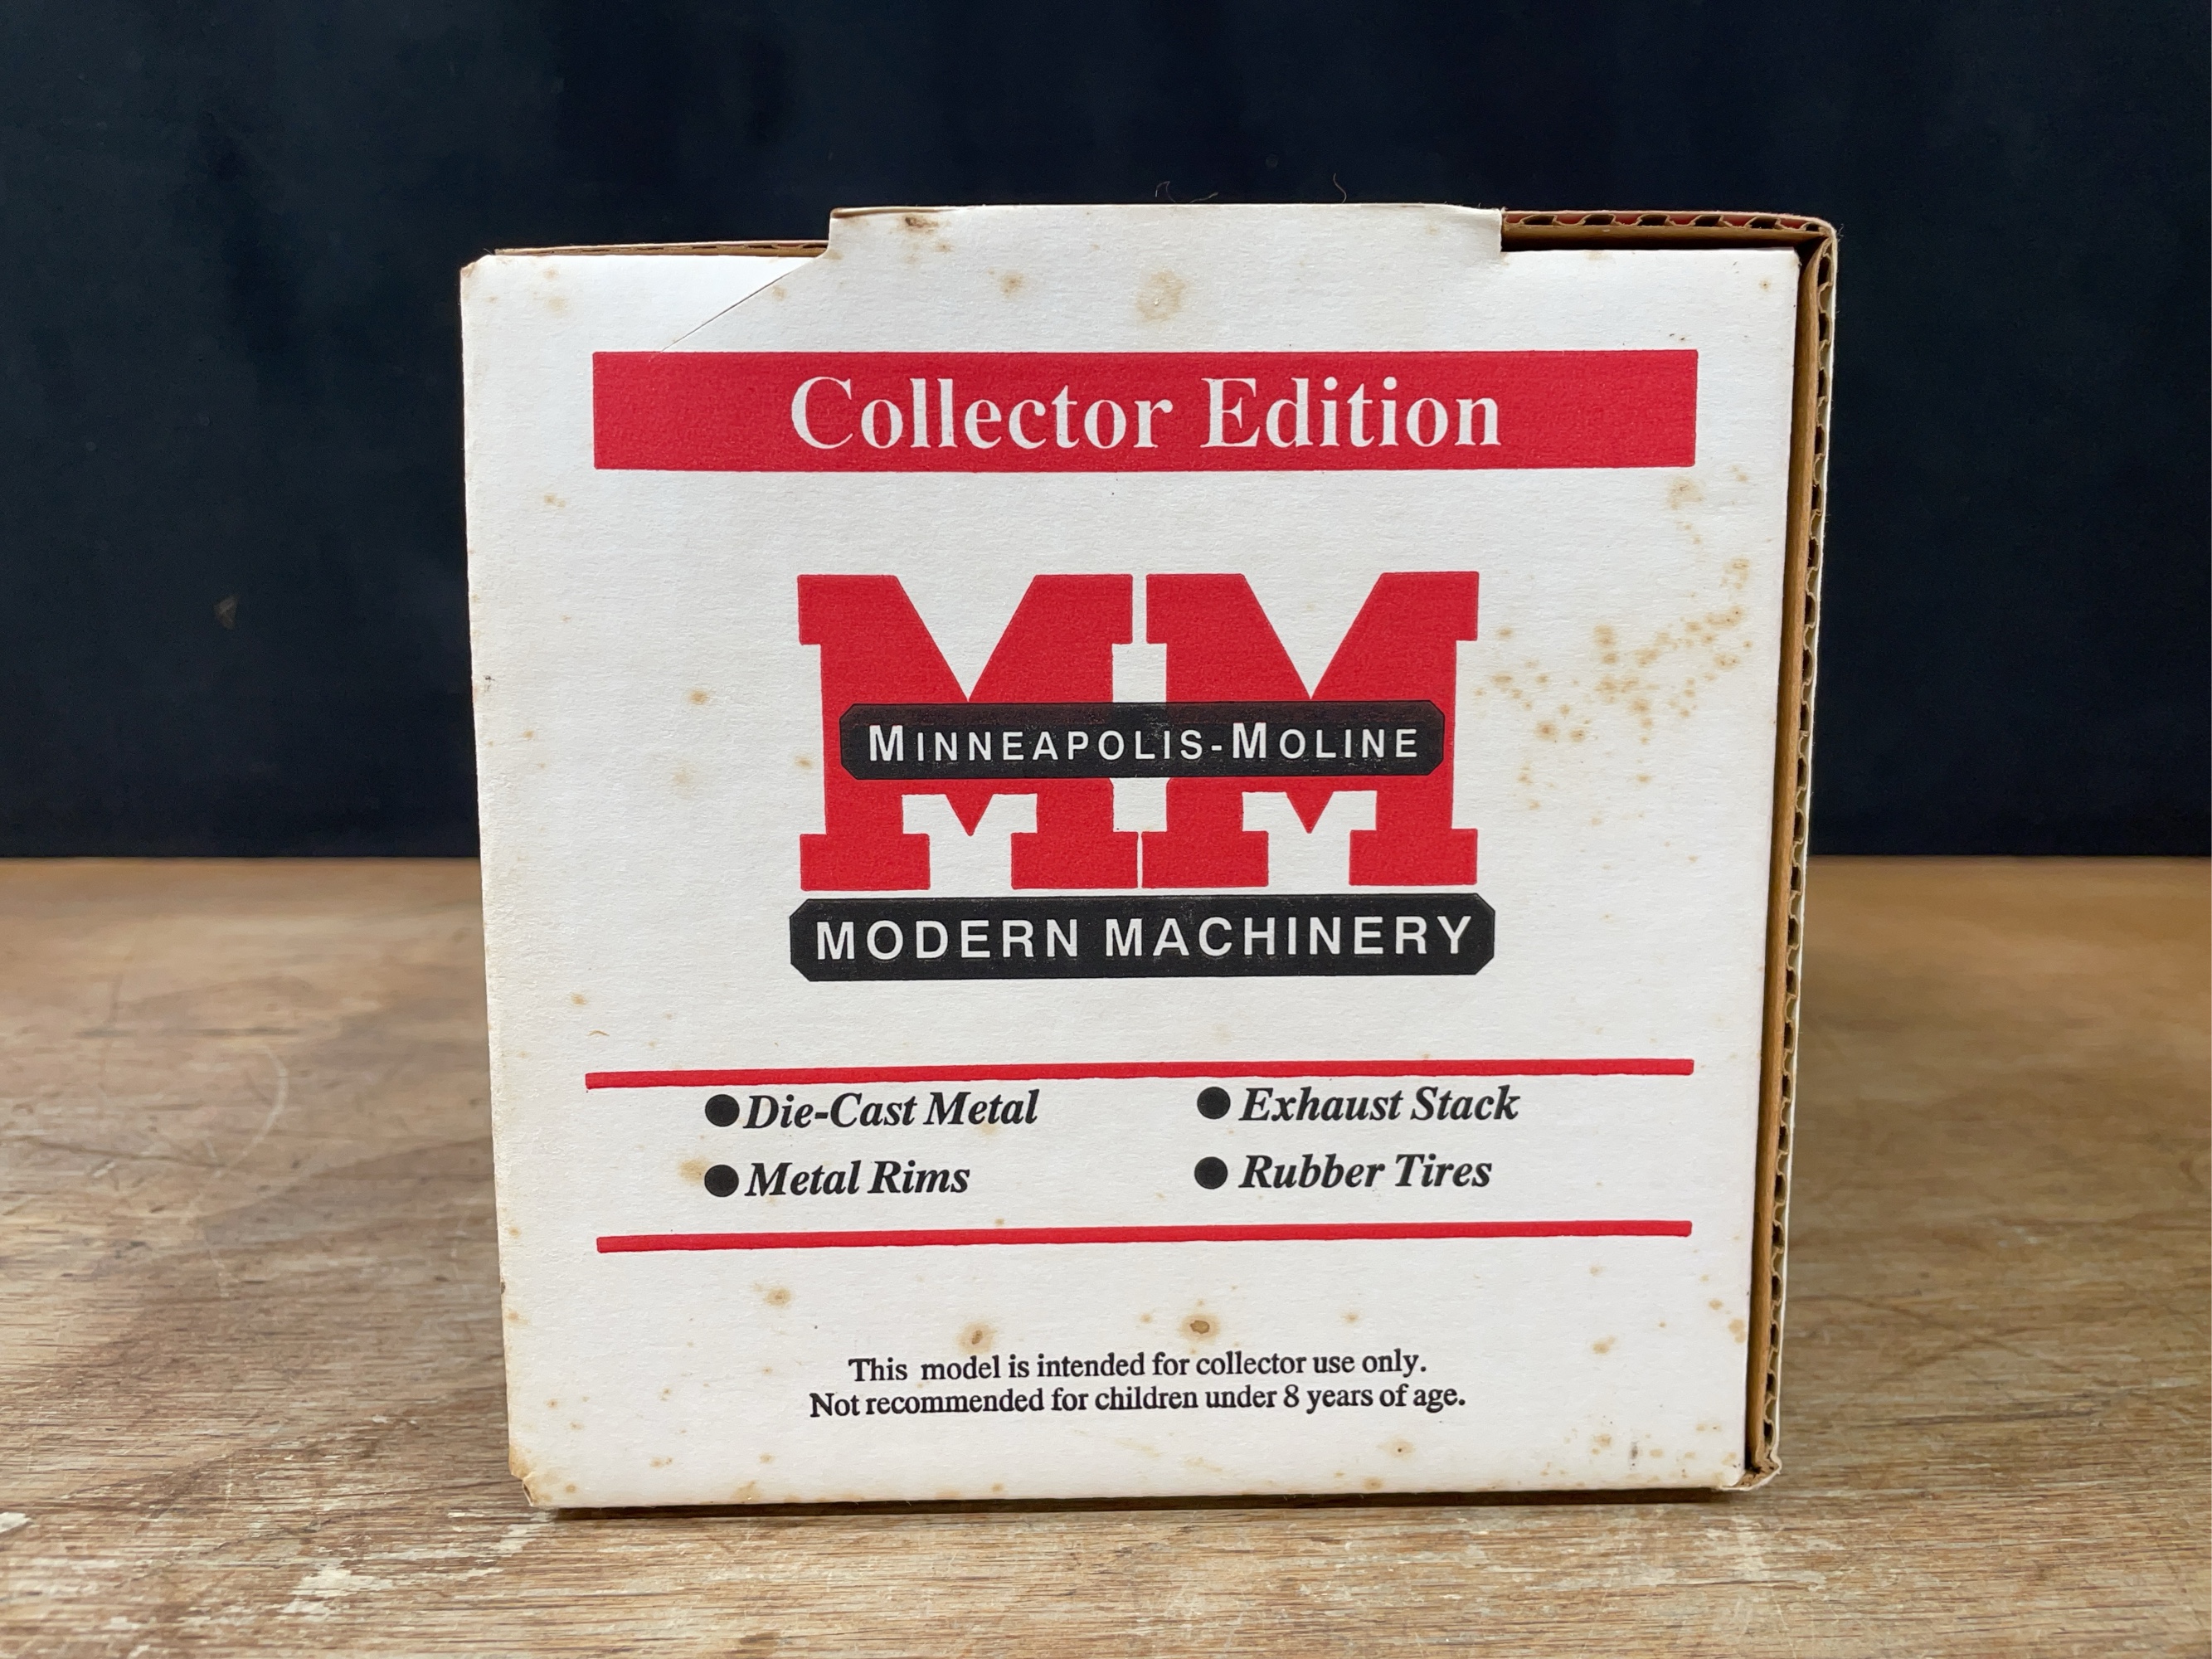 Collector Edition
MM
MINNEAPOLIS-MOLINE
MODERN MACHINERY
●Die-Cast Metal
● Exhaust Stack
●Metal Rims
● Rubber Tires
This model is intended for collector use only.
Not recommended for children under 8 years of age.